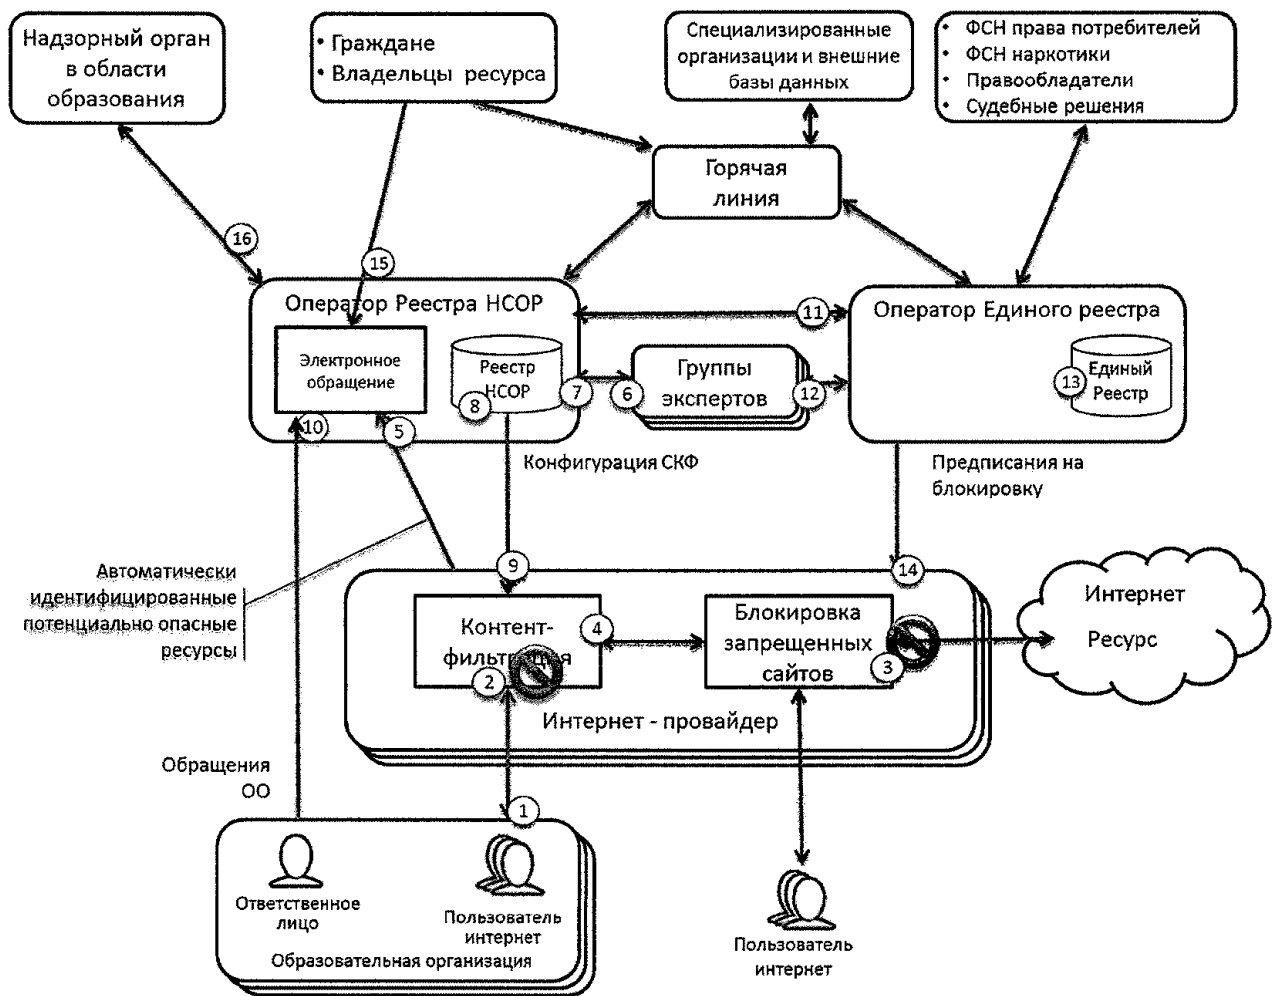 Надзорный орган
в области
образования
• Граждане
• Владельцы ресурса
Специализированные
организации и внешние
базы данных
• ФСН права потребителей
• ФСН наркотики
• Правообладатели
• Судебные решения
Горячая
линия
16
15
Оператор Реестра НСОР
Электронное
обращение
Реестр
НСОР
8
7
6
Группы
экспертов
11
12
Оператор Единого реестра
13
Единый
Реестр
10
5
Конфигурация СКФ
Предписания на
блокировку
Автоматически
идентифицированные
потенциально опасные
ресурсы
9
14
Контент-
фильтрация
4
2
Блокировка
запрещенных
сайтов
3
Интернет
Ресурс
Интернет - провайдер
Обращения
ОО
1
Ответственное
лицо
Пользователь
интернет
Образовательная организация
Пользователь
интернет